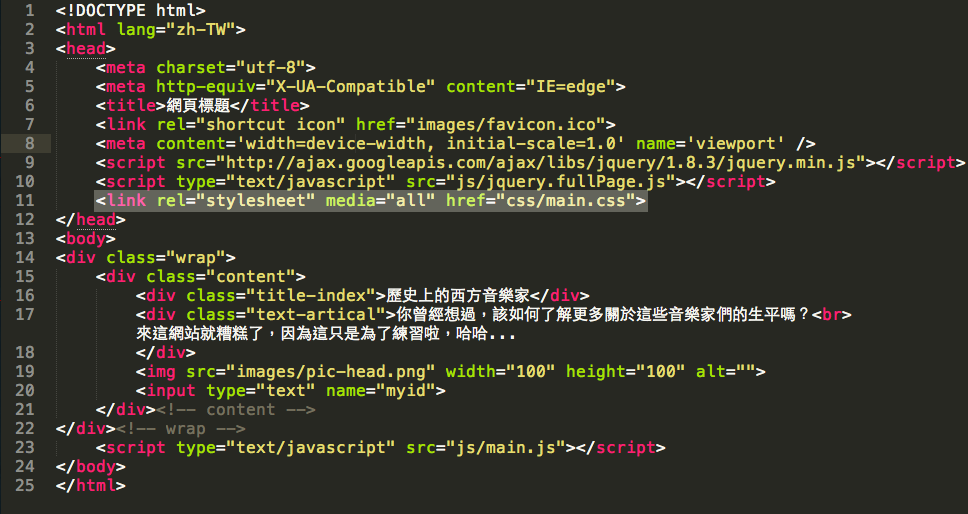 1 <!DOCTYPE html>
2 <html lang="zh-TW">
3 <head>
4     <meta charset="utf-8">
5     <meta http-equiv="X-UA-Compatible" content="IE=edge">
6     <title>網頁標題</title>
7     <link rel="shortcut icon" href="images/favicon.ico">
8     <meta content='width=device-width, initial-scale=1.0' name='viewport' />
9     <script src="http://ajax.googleapis.com/ajax/libs/jquery/1.8.3/jquery.min.js"></script>
10     <script type="text/javascript" src="js/jquery.fullPage.js"></script>
11     <link rel="stylesheet" media="all" href="css/main.css">
12 </head>
13 <body>
14 <div class="wrap">
15     <div class="content">
16         <div class="title-index">歷史上的西方音樂家</div>
17         <div class="text-artical">你曾經想過，該如何了解更多關於這些音樂家們的生平嗎？<br>
        來這網站就糟糕了，因為這只是為了練習啦，哈哈...
18         </div>
19         <img src="images/pic-head.png" width="100" height="100" alt="">
20         <input type="text" name="myid">
21     </div><!-- content -->
22 </div><!-- wrap -->
23     <script type="text/javascript" src="js/main.js"></script>
24 </body>
25 </html>